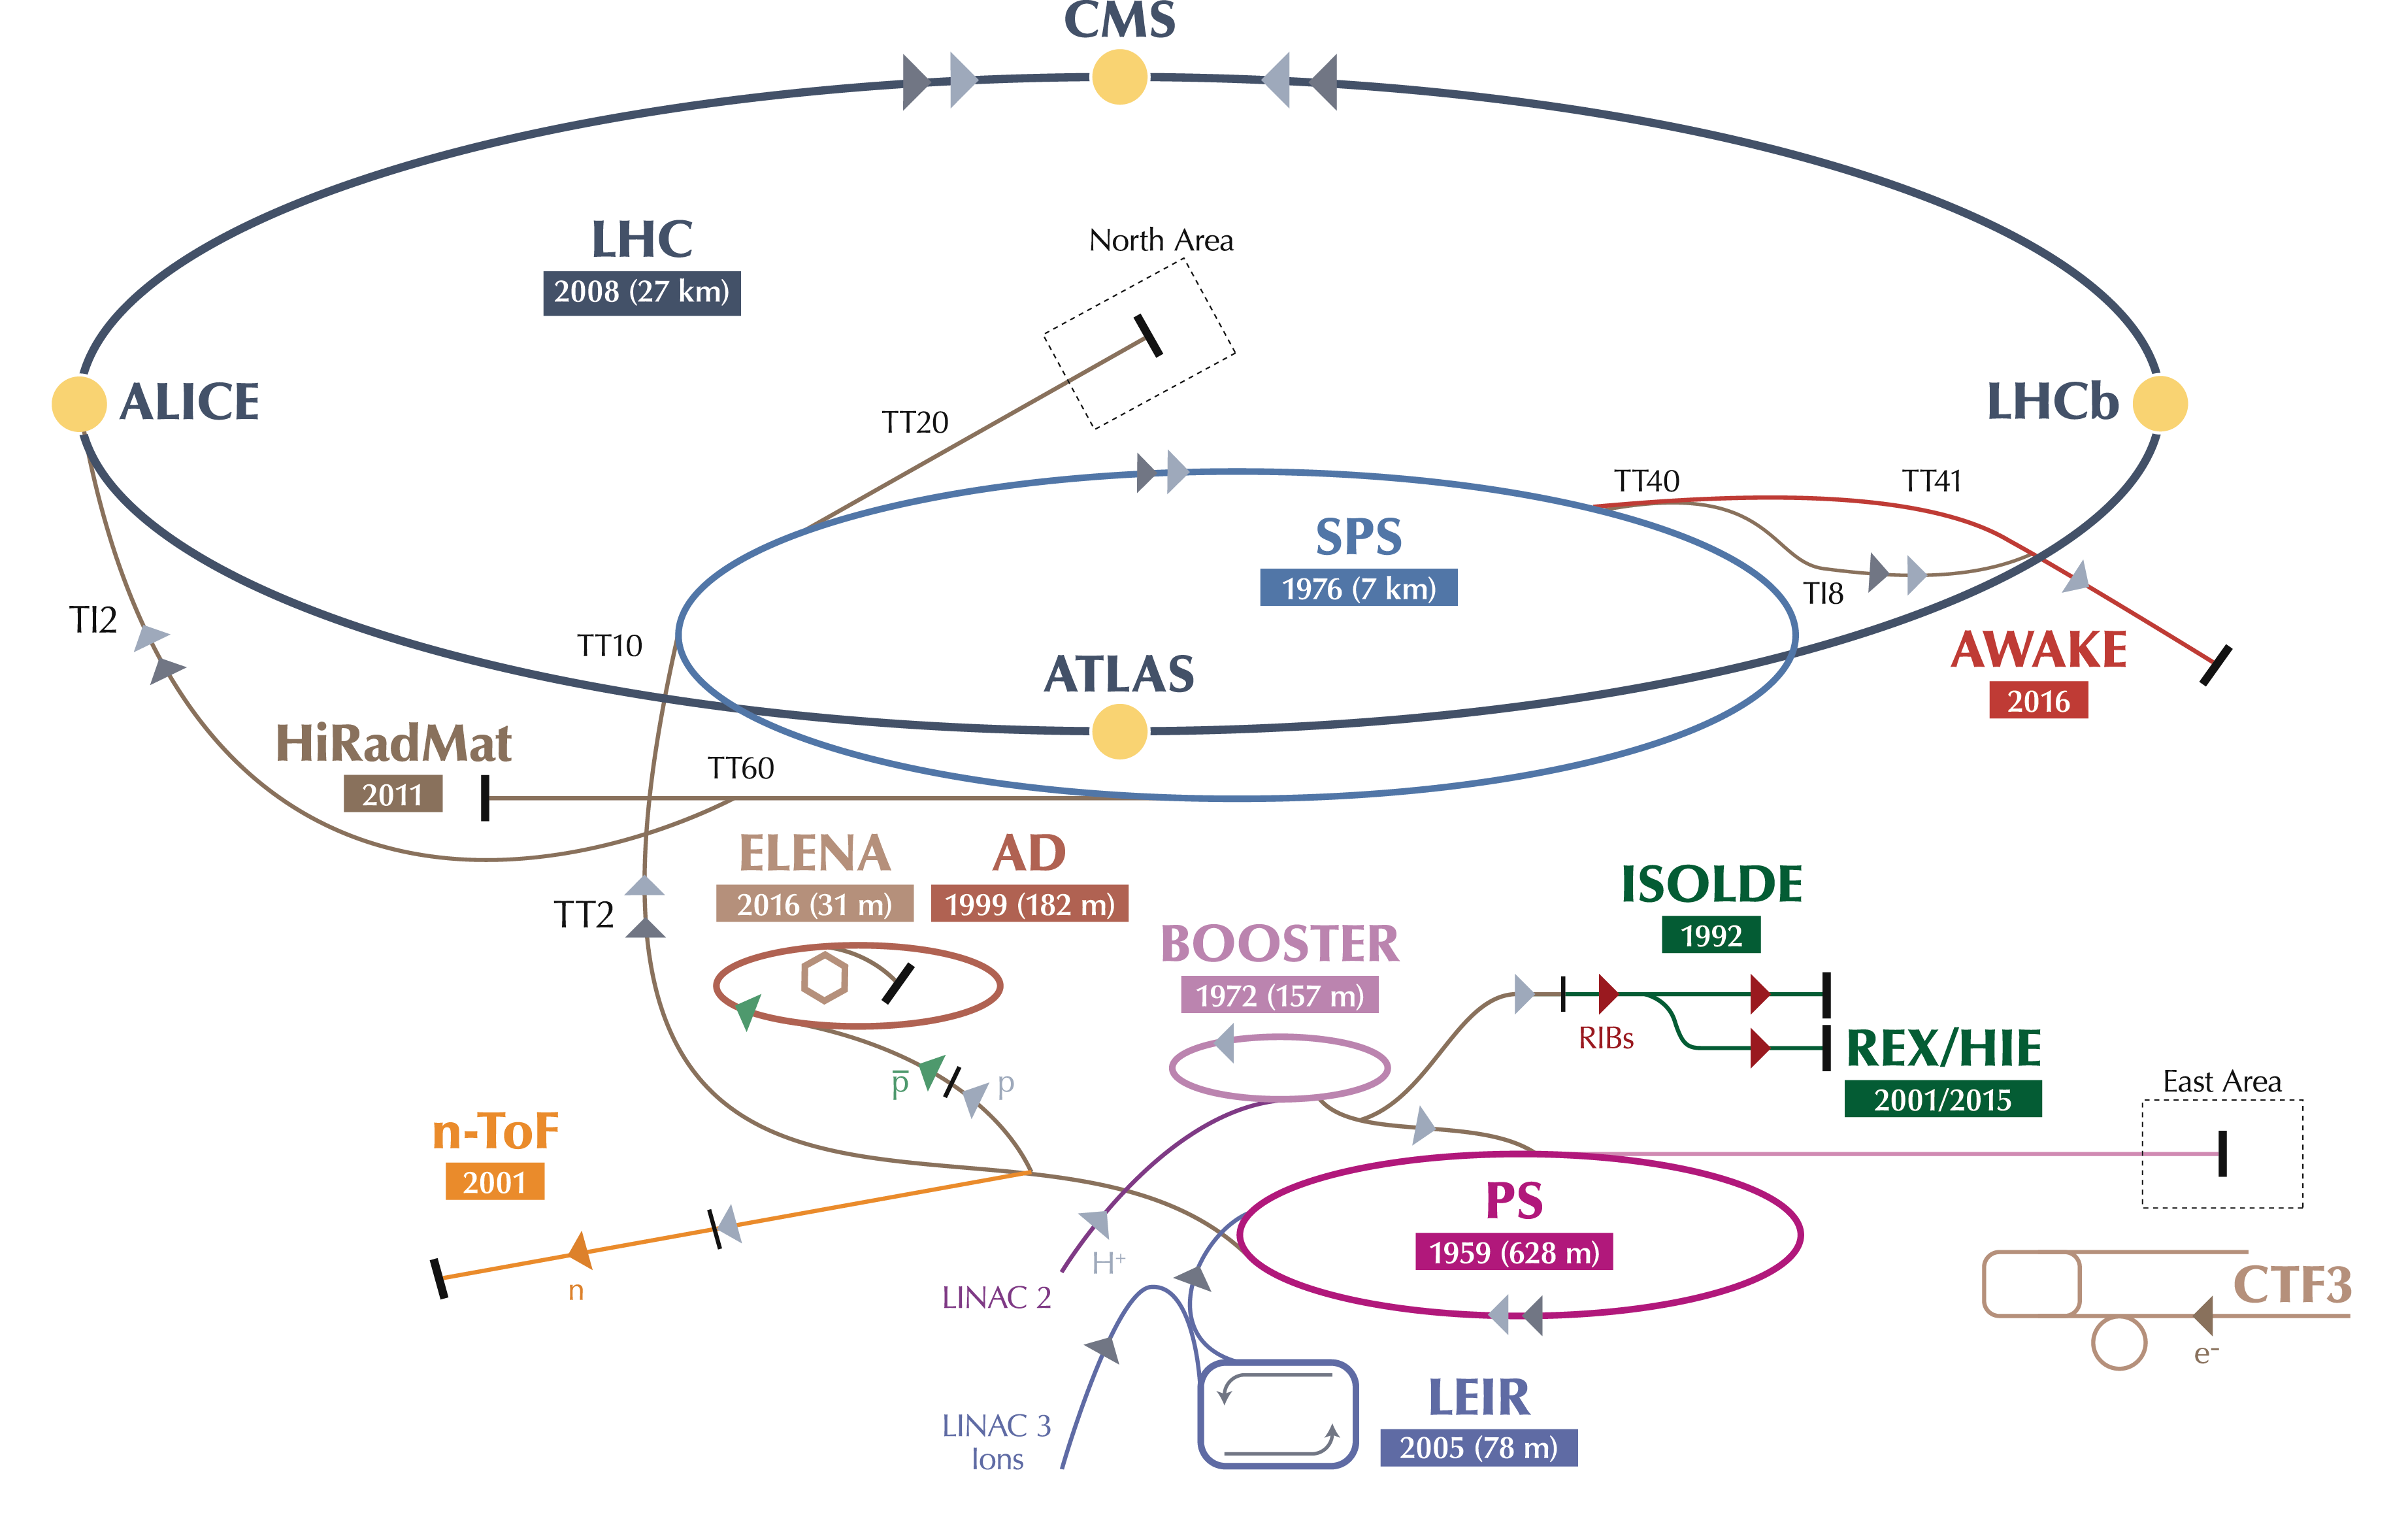 CMS
LHC
2008 (27 km)
North Area
ALICE
LHCb
TT20
TT40
TT41
SPS
1976 (7 km)
TI8
TI2
TT10
ATLAS
AWAKE
2016
HiRadMat
2011
TT60
ELENA
2016 (31 m)
AD
1999 (182 m)
TT2
ISOLDE
1992
BOOSTER
1972 (157 m)
RIBs
REX/HIE
2001/2015
p̅
p
East Area
n-ToF
2001
PS
1959 (628 m)
H⁺
n
LINAC 2
CTF3
e⁻
LEIR
2005 (78 m)
LINAC 3
Ions